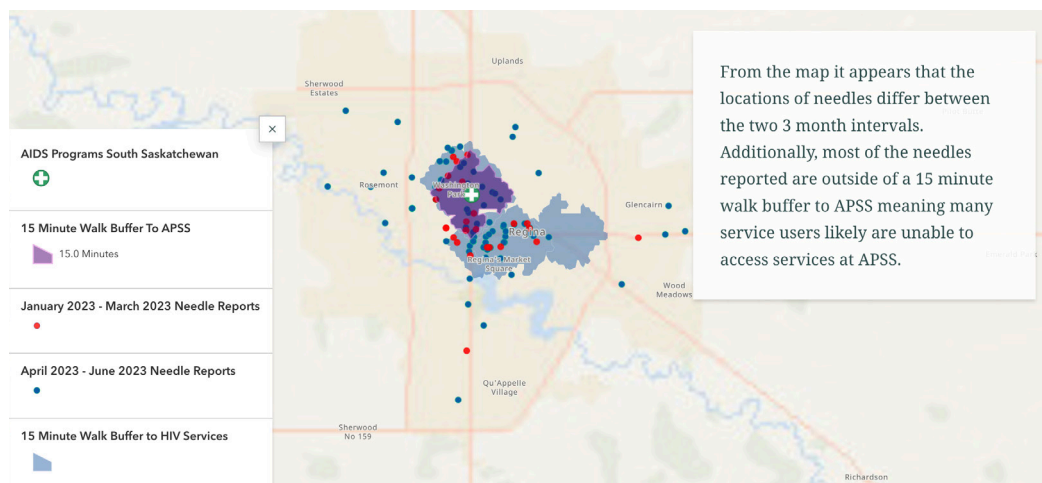 Uplands
Sherwood
Estates
×
AIDS Programs South Saskatchewan
Rosemont
Washington
Park
Glencairn
15 Minute Walk Buffer To APSS
15.0 Minutes
Regina
Regina's Market
Square
January 2023 - March 2023 Needle Reports
Wood
Meadows
April 2023 - June 2023 Needle Reports
Qu'Appelle
Village
15 Minute Walk Buffer to HIV Services
Sherwood
No 159
Richardson
From the map it appears that the
locations of needles differ between
the two 3 month intervals.
Additionally, most of the needles
reported are outside of a 15 minute
walk buffer to APSS meaning many
service users likely are unable to
access services at APSS.